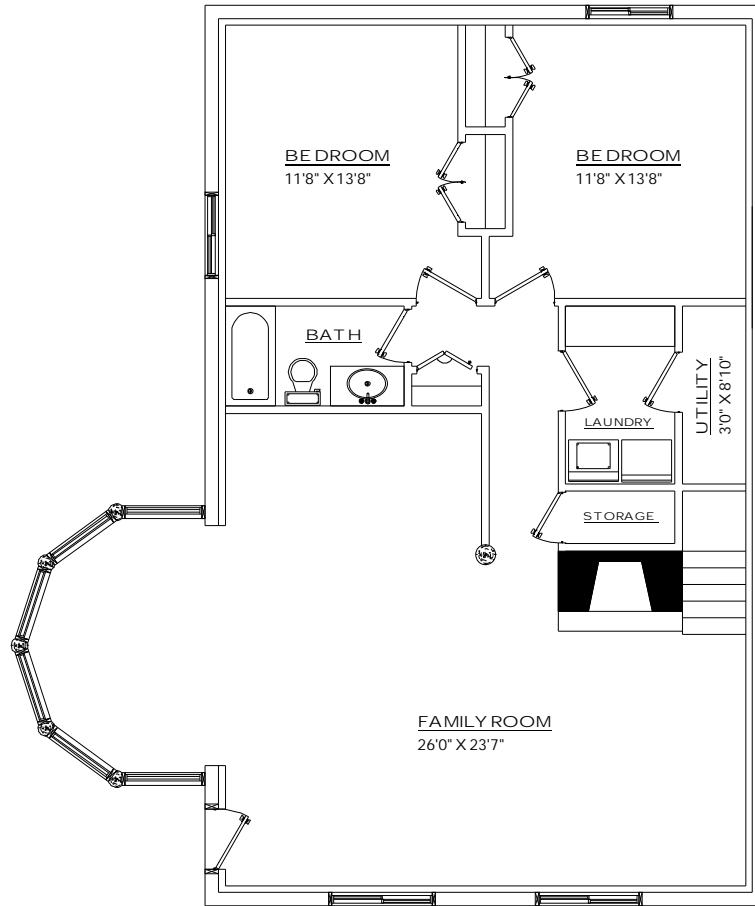 BEDROOM
11'8" X 13'8"
BEDROOM
11'8" X 13'8"
BATH
UTILITY
3'0" X 8'10"
LAUNDRY
STORAGE
FAMILY ROOM
26'0" X 23'7"